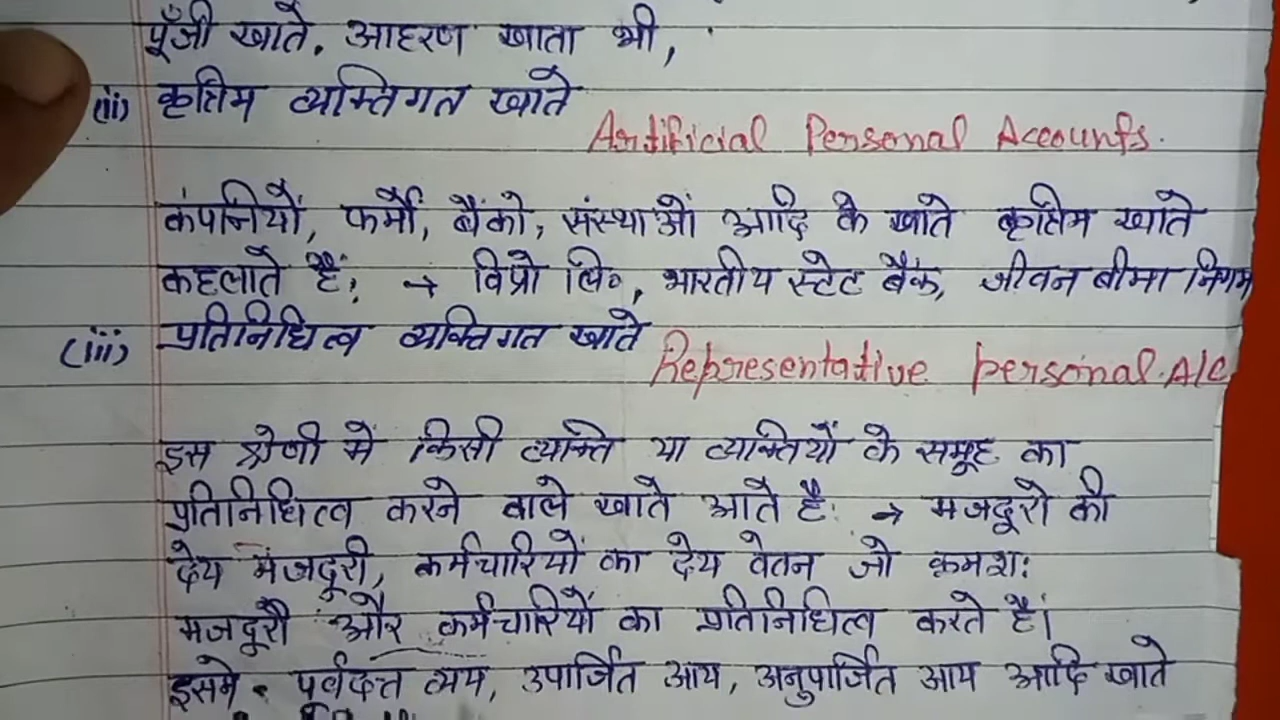 पूँजी खाते, आहरण खाता भी,
(ii) कृत्रिम व्यक्तिगत खाते
Artificial Personal Accounts.
कंपनियों, फर्मों, बैंको, संस्थाओं आदि के खाते कृत्रिम खाते
कहलाते हैं; → विप्रो लि०, भारतीय स्टेट बैंक, जीवन बीमा निगम
(iii) प्रतिनिधित्व व्यक्तिगत खाते
Representative personal A/C
इस श्रेणी में किसी व्यक्ति या व्यक्तियों के समूह का
प्रतिनिधित्व करने वाले खाते आते है: → मजदूरो की
देय मजदूरी, कर्मचारियों का देय वेतन जो क्रमशः
मजदूरों और कर्मचारियों का प्रतिनिधित्व करते हैं।
इसमे पूर्वदत्त व्यय, उपार्जित आय, अनुपार्जित आय आदि खाते